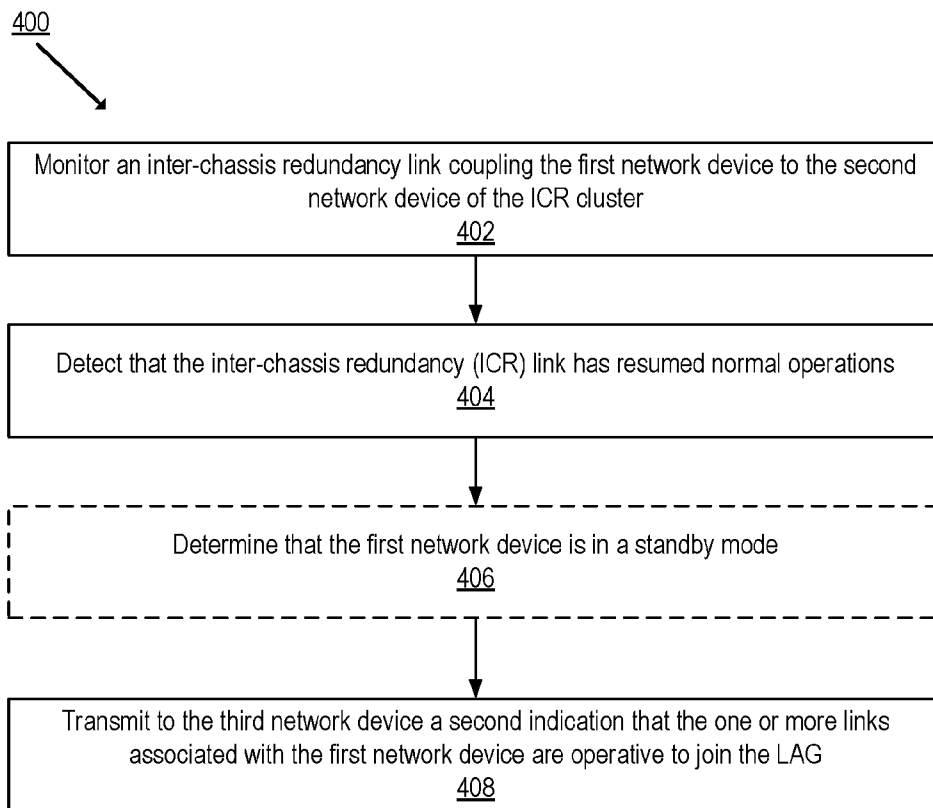 400
Monitor an inter-chassis redundancy link coupling the first network device to the second
network device of the ICR cluster
402
Detect that the inter-chassis redundancy (ICR) link has resumed normal operations
404
Determine that the first network device is in a standby mode
406
Transmit to the third network device a second indication that the one or more links
associated with the first network device are operative to join the LAG
408